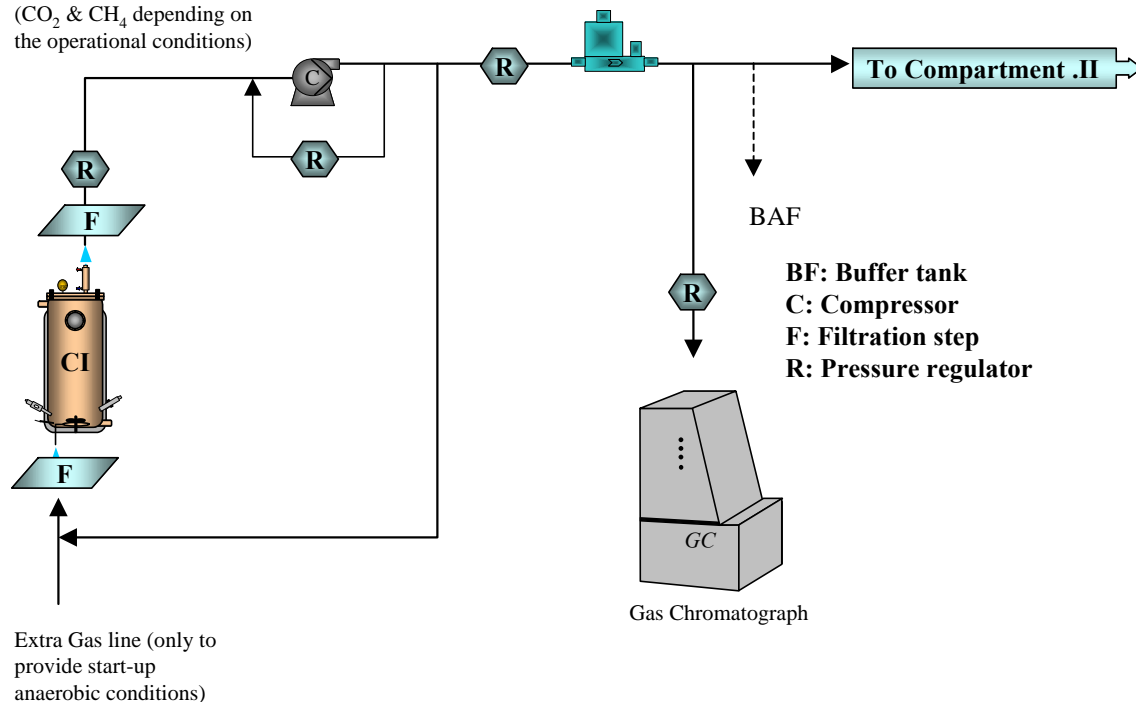 (CO₂ & CH₄ depending on
the operational conditions)
C
R
To Compartment .II
R
R
F
BAF
BF: Buffer tank
C: Compressor
F: Filtration step
R: Pressure regulator
R
CI
F
GC
Gas Chromatograph
Extra Gas line (only to
provide start-up
anaerobic conditions)